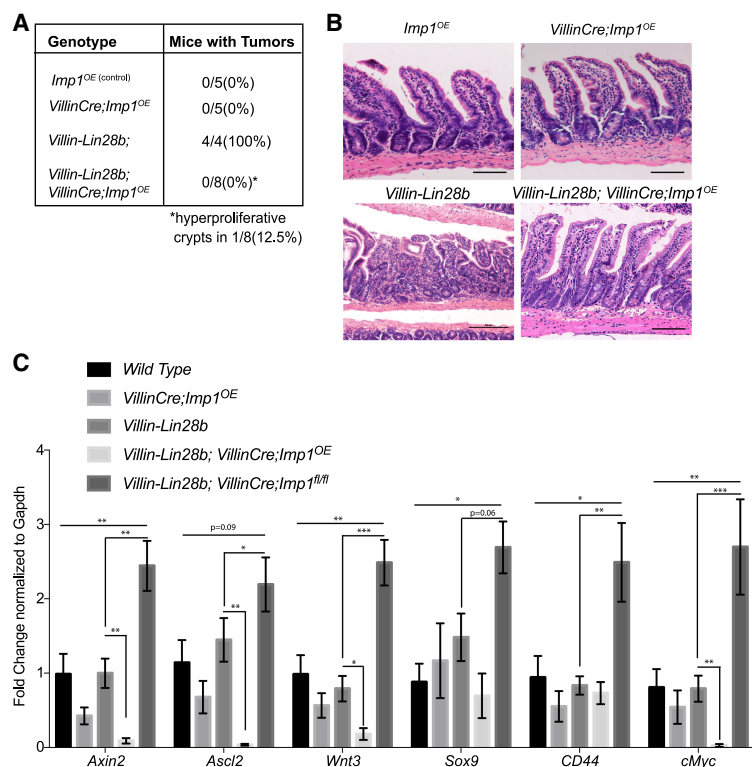 A
Genotype Mice with Tumors
Imp1OE (control) 0/5(0%)
VillinCre;Imp1OE 0/5(0%)
Villin-Lin28b; 4/4(100%)
Villin-Lin28b;
VillinCre;Imp1OE 0/8(0%)*
*hyperproliferative
crypts in 1/8(12.5%)
B
Imp1OE
VillinCre;Imp1OE
Villin-Lin28b
Villin-Lin28b; VillinCre;Imp1OE
C
Wild Type
VillinCre;Imp1OE
Villin-Lin28b
Villin-Lin28b; VillinCre;Imp1OE
Villin-Lin28b; VillinCre;Imp1fl/fl
Fold Change normalized to Gapdh
4
3
2
1
0
**
**
**
p=0.09
*
**
**
***
*
*
p=0.06
*
**
**
***
**
Axin2
Ascl2
Wnt3
Sox9
CD44
cMyc